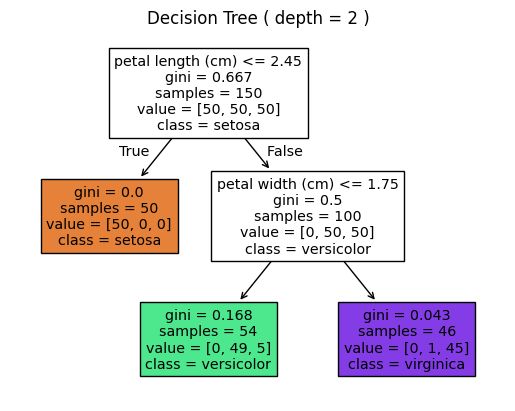 Decision Tree ( depth = 2 )
petal length (cm) <= 2.45
gini = 0.667
samples = 150
value = [50, 50, 50]
class = setosa
True
False
gini = 0.0
samples = 50
value = [50, 0, 0]
class = setosa
petal width (cm) <= 1.75
gini = 0.5
samples = 100
value = [0, 50, 50]
class = versicolor
gini = 0.168
samples = 54
value = [0, 49, 5]
class = versicolor
gini = 0.043
samples = 46
value = [0, 1, 45]
class = virginica